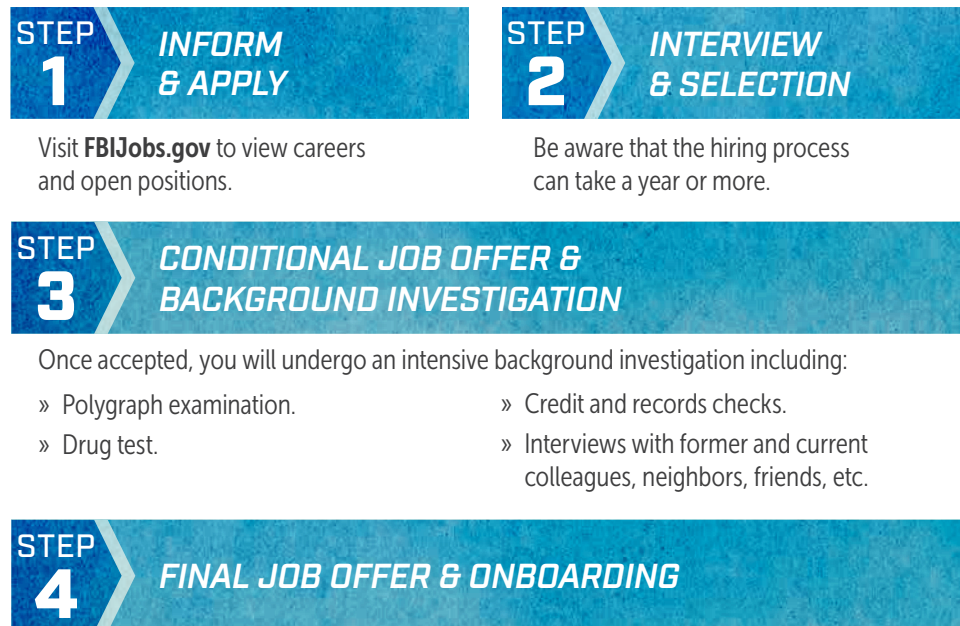 STEP
1
INFORM
& APPLY
Visit FBIJobs.gov to view careers
and open positions.
STEP
2
INTERVIEW
& SELECTION
Be aware that the hiring process
can take a year or more.
STEP
3
CONDITIONAL JOB OFFER &
BACKGROUND INVESTIGATION
Once accepted, you will undergo an intensive background investigation including:
» Polygraph examination.
» Drug test.
» Credit and records checks.
» Interviews with former and current
colleagues, neighbors, friends, etc.
STEP
4
FINAL JOB OFFER & ONBOARDING